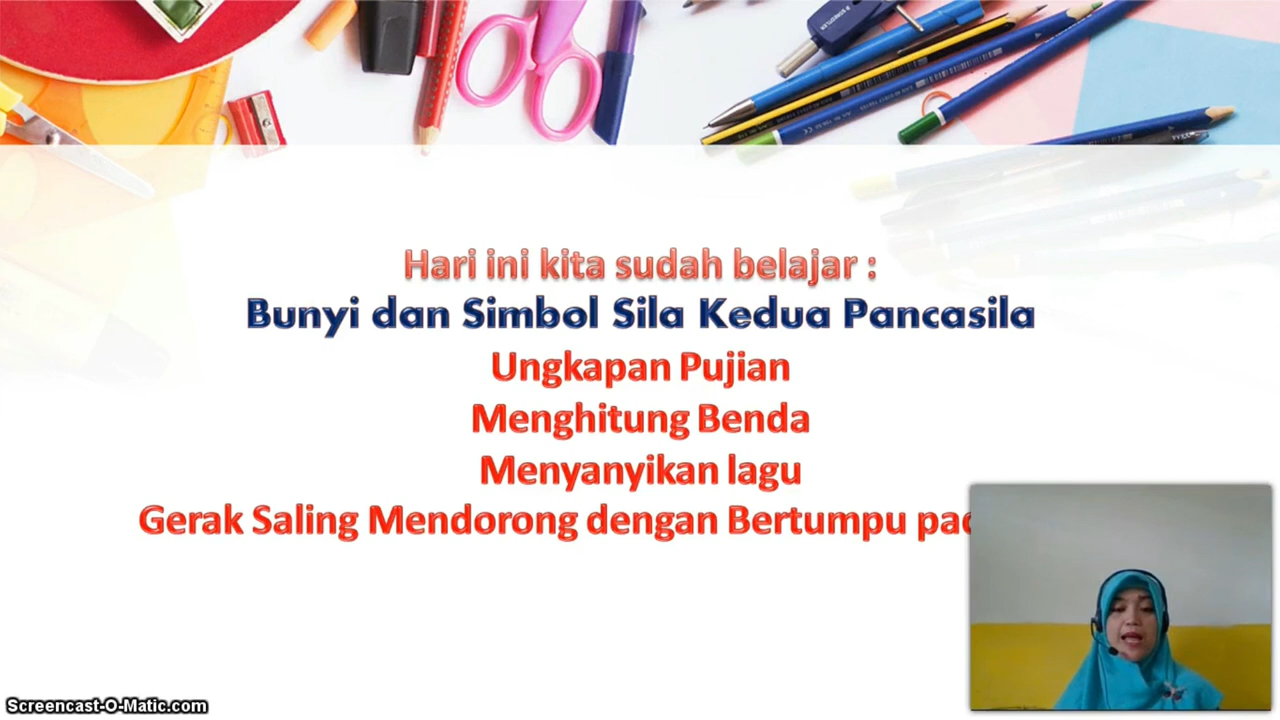 Hari ini kita sudah belajar :
Bunyi dan Simbol Sila Kedua Pancasila
Ungkapan Pujian
Menghitung Benda
Menyanyikan lagu
Gerak Saling Mendorong dengan Bertumpu
Screencast-O-Matic.com